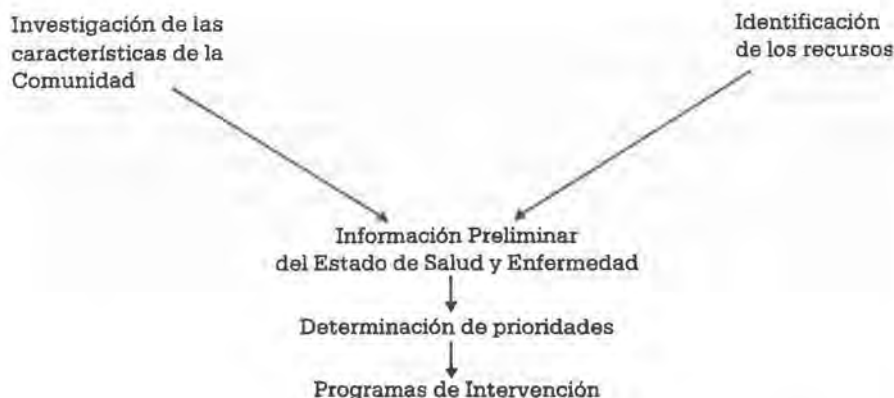 Investigación de las
características de la
Comunidad
Identificación
de los recursos
Información Preliminar
del Estado de Salud y Enfermedad
Determinación de prioridades
Programas de Intervención